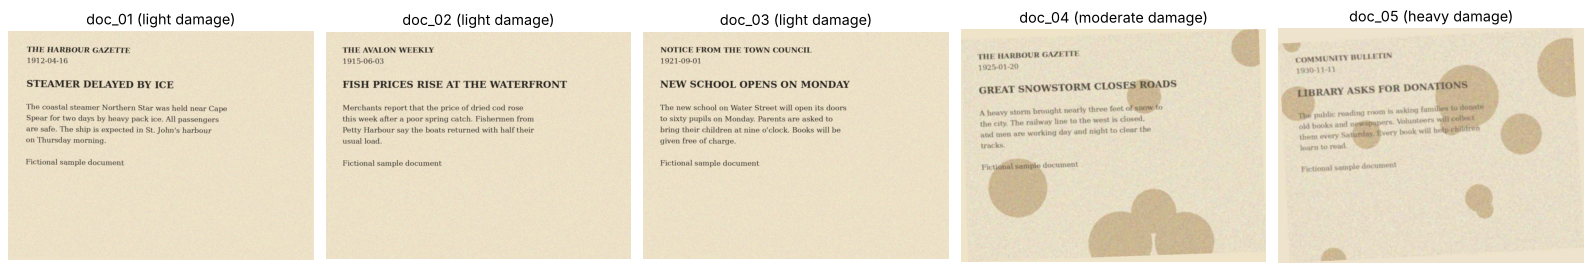 doc_01 (light damage)
THE HARBOUR GAZETTE
1912-04-16
STEAMER DELAYED BY ICE
The coastal steamer Northern Star was held near Cape
Spear for two days by heavy pack ice. All passengers
are safe. The ship is expected in St. John's harbour
on Thursday morning.
Fictional sample document
doc_02 (light damage)
THE AVALON WEEKLY
1915-06-03
FISH PRICES RISE AT THE WATERFRONT
Merchants report that the price of dried cod rose
this week after a poor spring catch. Fishermen from
Petty Harbour say the boats returned with half their
usual load.
Fictional sample document
doc_03 (light damage)
NOTICE FROM THE TOWN COUNCIL
1921-09-01
NEW SCHOOL OPENS ON MONDAY
The new school on Water Street will open its doors
to sixty pupils on Monday. Parents are asked to
bring their children at nine o'clock. Books will be
given free of charge.
Fictional sample document
doc_04 (moderate damage)
THE HARBOUR GAZETTE
1925-01-20
GREAT SNOWSTORM CLOSES ROADS
A heavy storm brought nearly three feet of snow to
the city. The railway line to the west is closed,
and men are working day and night to clear the
tracks.
Fictional sample document
doc_05 (heavy damage)
COMMUNITY BULLETIN
1930-11-11
LIBRARY ASKS FOR DONATIONS
The public reading room is asking families to donate
old books and newspapers. Volunteers will collect
them every Saturday. Every book will help children
learn to read.
Fictional sample document